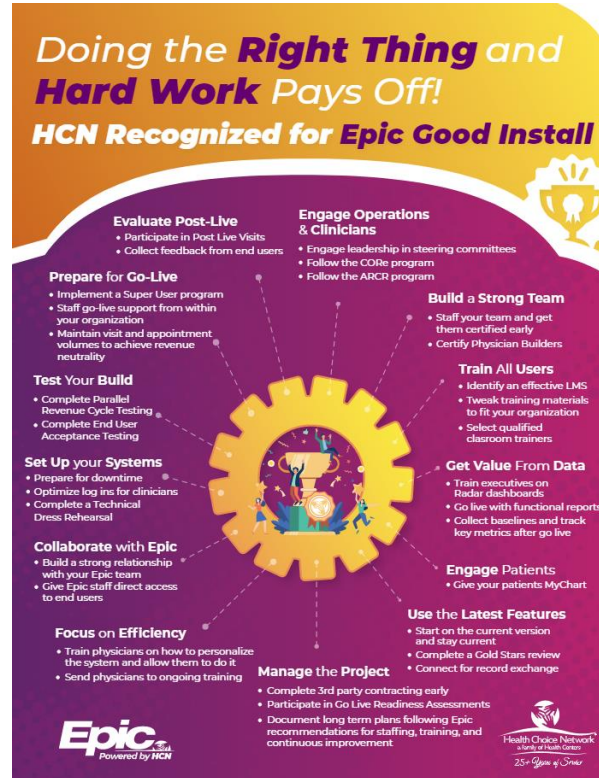 Doing the Right Thing and
Hard Work Pays Off!
HCN Recognized for Epic Good Install
Evaluate Post-Live
• Participate in Post Live Visits
• Collect feedback from end users
Engage Operations
& Clinicians
• Engage leadership in steering committees
• Follow the CORe program
• Follow the ARCR program
Prepare for Go-Live
• Implement a Super User program
• Staff go-live support from within
your organization
• Maintain visit and appointment
volumes to achieve revenue
neutrality
Build a Strong Team
• Staff your team and get
them certified early
• Certify Physician Builders
Test Your Build
• Complete Parallel
Revenue Cycle Testing
• Complete End User
Acceptance Testing
Train All Users
• Identify an effective LMS
• Tweak training materials
to fit your organization
• Select qualified
clasroom trainers
Set Up your Systems
• Prepare for downtime
• Optimize log ins for clinicians
• Complete a Technical
Dress Rehearsal
Get Value From Data
• Train executives on
Radar dashboards
• Go live with functional reports
• Collect baselines and track
key metrics after go live
Collaborate with Epic
• Build a strong relationship
with your Epic team
• Give Epic staff direct access
to end users
Engage Patients
• Give your patients MyChart
Focus on Efficiency
• Train physicians on how to personalize
the system and allow them to do it
• Send physicians to ongoing training
Use the Latest Features
• Start on the current version
and stay current
• Complete a Gold Stars review
• Connect for record exchange
Manage the Project
• Complete 3rd party contracting early
• Participate in Go Live Readiness Assessments
• Document long term plans following Epic
recommendations for staffing, training, and
continuous improvement
Epic
Powered by HCN
Health Choice Network
a Family of Health Centers
25+ Years of Service